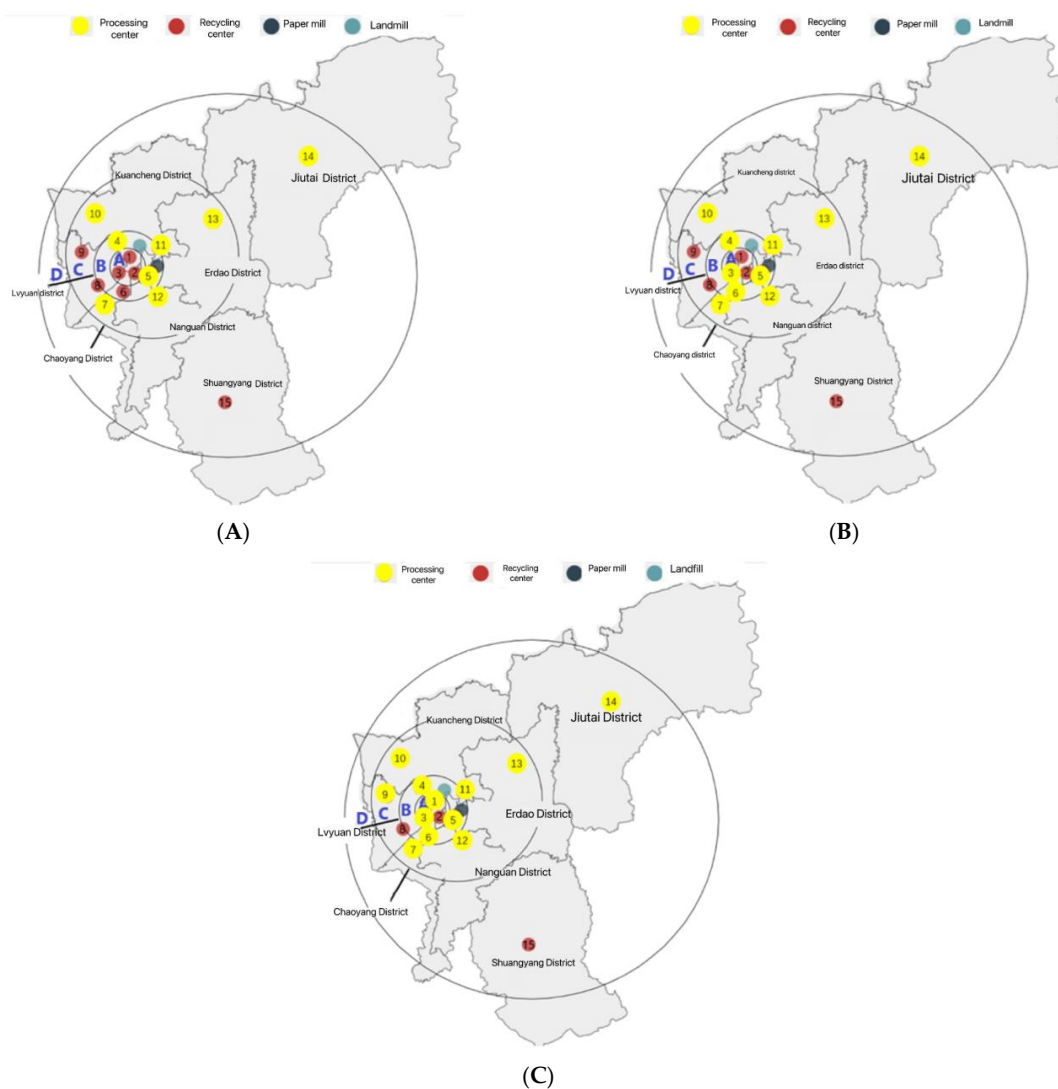 Processing center
Recycling center
Paper mill
Landmill
14
Kuancheng District
Jiutai District
10
13
4
11
9
1
A
B
C
D
3
2
5
Erdao District
Lvyuan district
8
6
12
7
Nanguan District
Chaoyang District
Shuangyang District
15
(A)
Processing center
Recycling center
Paper mill
Landmill
14
Kuancheng district
Jiutai District
10
13
4
11
9
1
A
B
C
D
3
2
5
Erdao district
Lvyuan district
8
6
12
7
Nanguan district
Chaoyang district
Shuangyang District
15
(B)
Processing center
Recycling center
Paper mill
Landfill
14
Kuancheng District
Jiutai District
10
13
4
11
9
1
A
B
C
D
3
2
5
Erdao District
Lvyuan District
8
6
12
7
Nanguan District
Chaoyang District
15
Shuangyang District
(C)